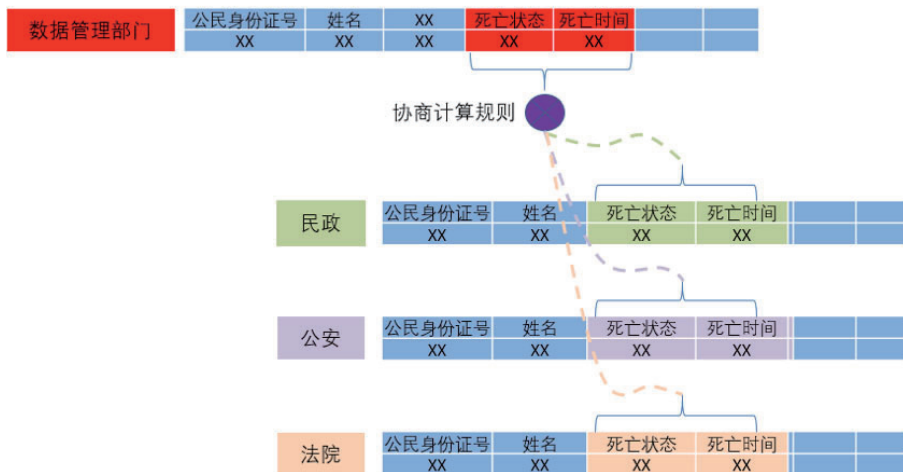 数据管理部门
公民身份证号 姓名 XX 死亡状态 死亡时间
XX XX XX XX XX
协商计算规则
民政
公民身份证号 姓名 死亡状态 死亡时间
XX XX XX XX
公安
公民身份证号 姓名 死亡状态 死亡时间
XX XX XX XX
法院
公民身份证号 姓名 死亡状态 死亡时间
XX XX XX XX